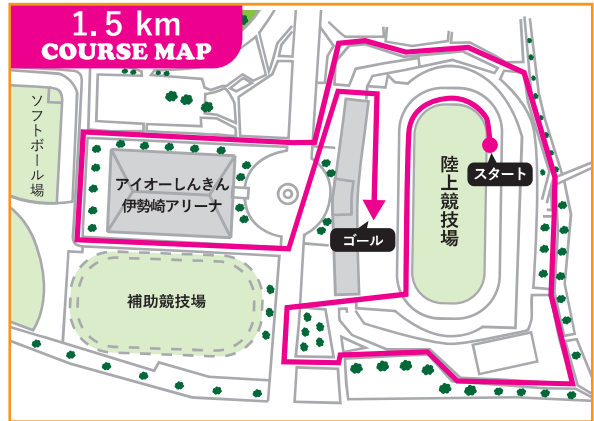 1.5 km
COURSE MAP
ソフトボール場
アイオーしんきん
伊勢崎アリーナ
陸上競技場
スタート
ゴール
補助競技場